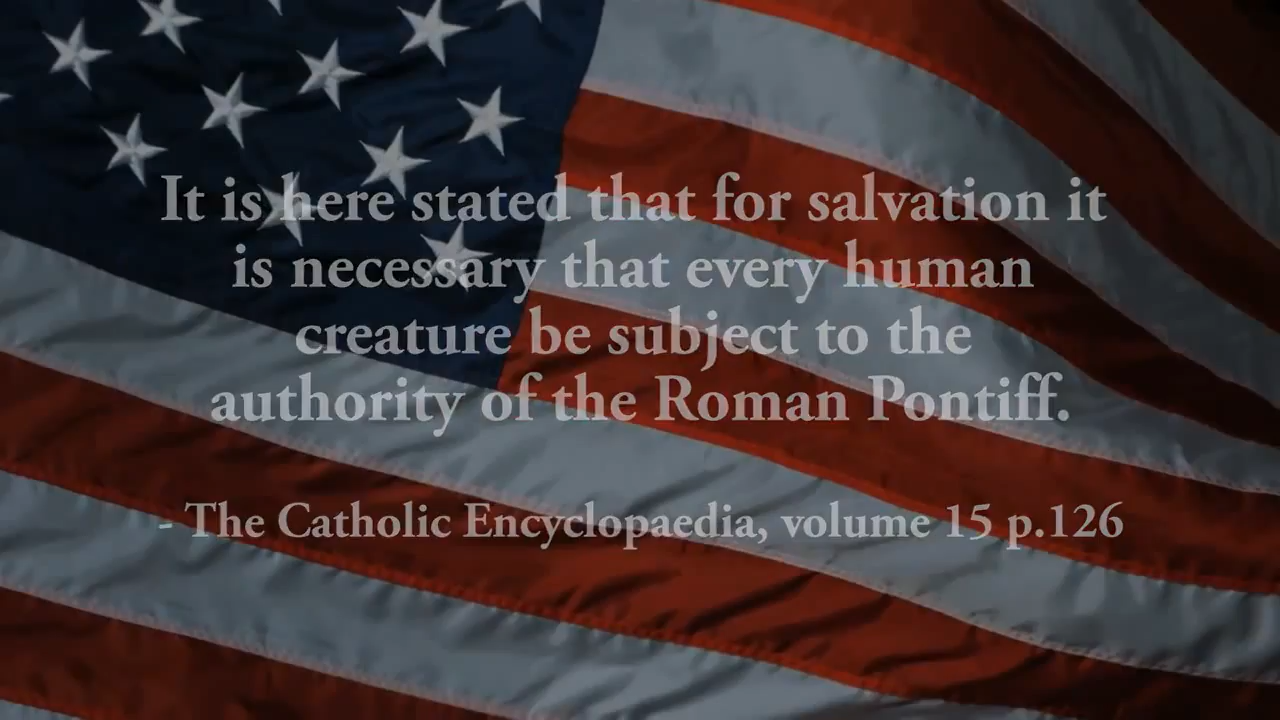 It is here stated that for salvation it
is necessary that every human
creature be subject to the
authority of the Roman Pontiff.
- The Catholic Encyclopaedia, volume 15 p.126